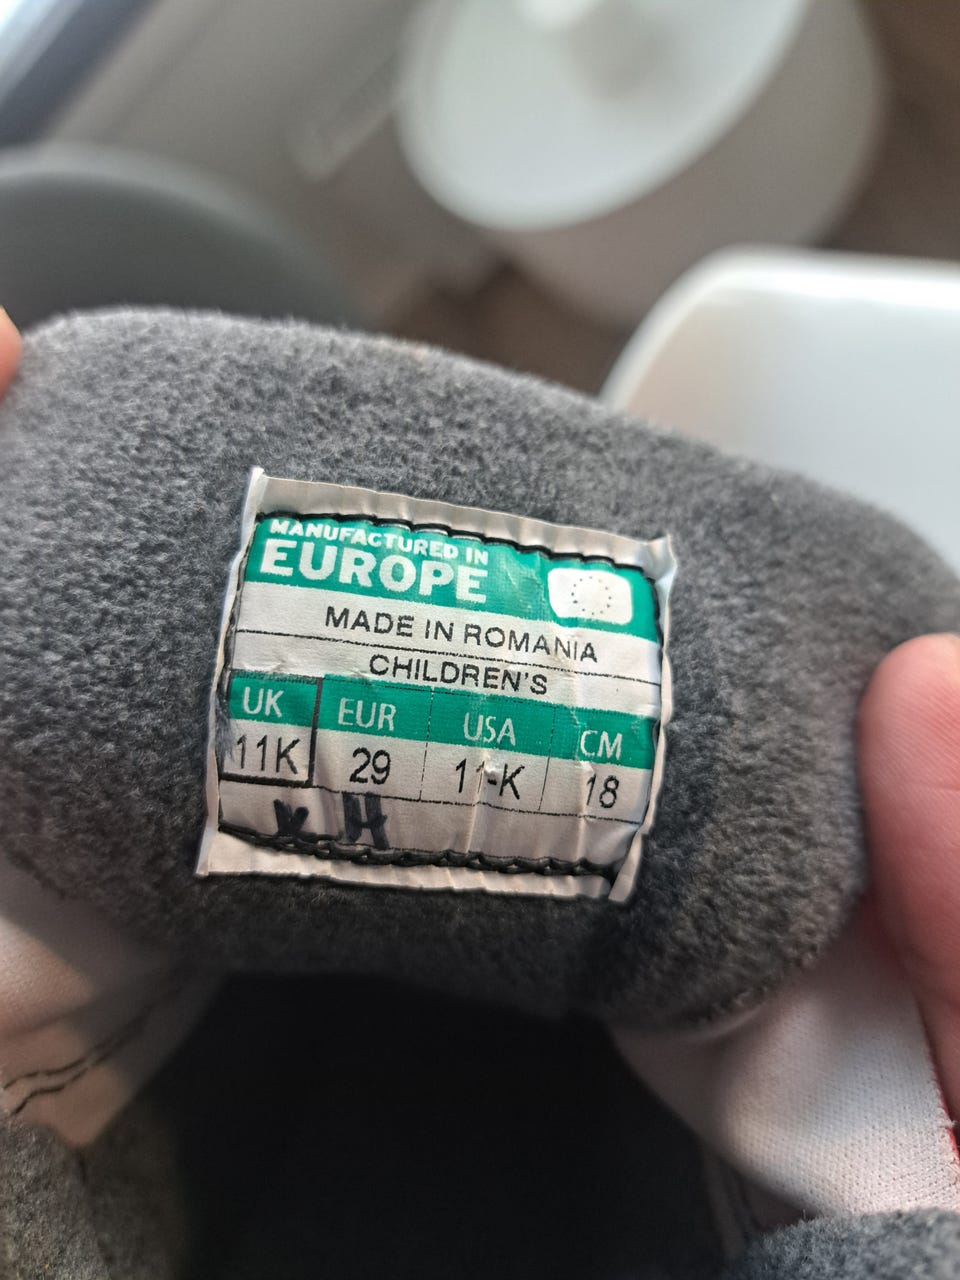 MANUFACTURED IN
EUROPE
MADE IN ROMANIA
CHILDREN'S
UK EUR USA CM
11K 29 11-K 18
K H